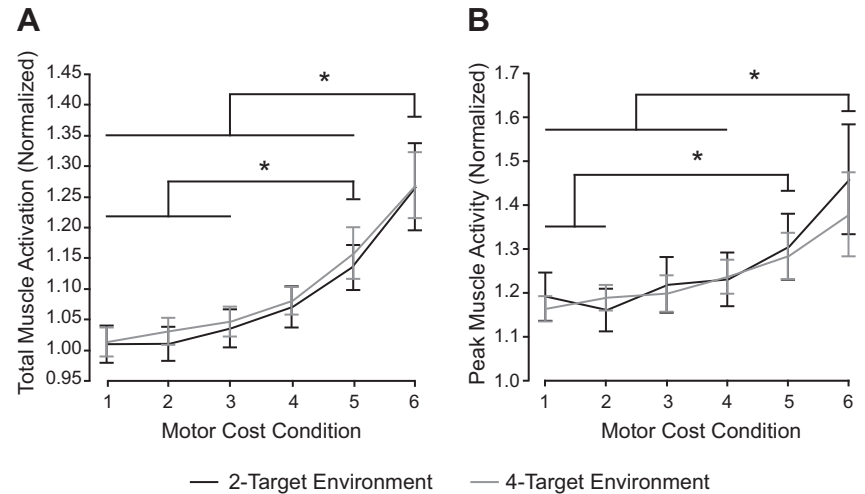 A
B
Total Muscle Activation (Normalized)
1.45
1.40
1.35
1.30
1.25
1.20
1.15
1.10
1.05
1.00
0.95
*
*
1 2 3 4 5 6
Motor Cost Condition
Peak Muscle Activity (Normalized)
1.7
1.6
1.5
1.4
1.3
1.2
1.1
1.0
*
*
1 2 3 4 5 6
Motor Cost Condition
2-Target Environment
4-Target Environment